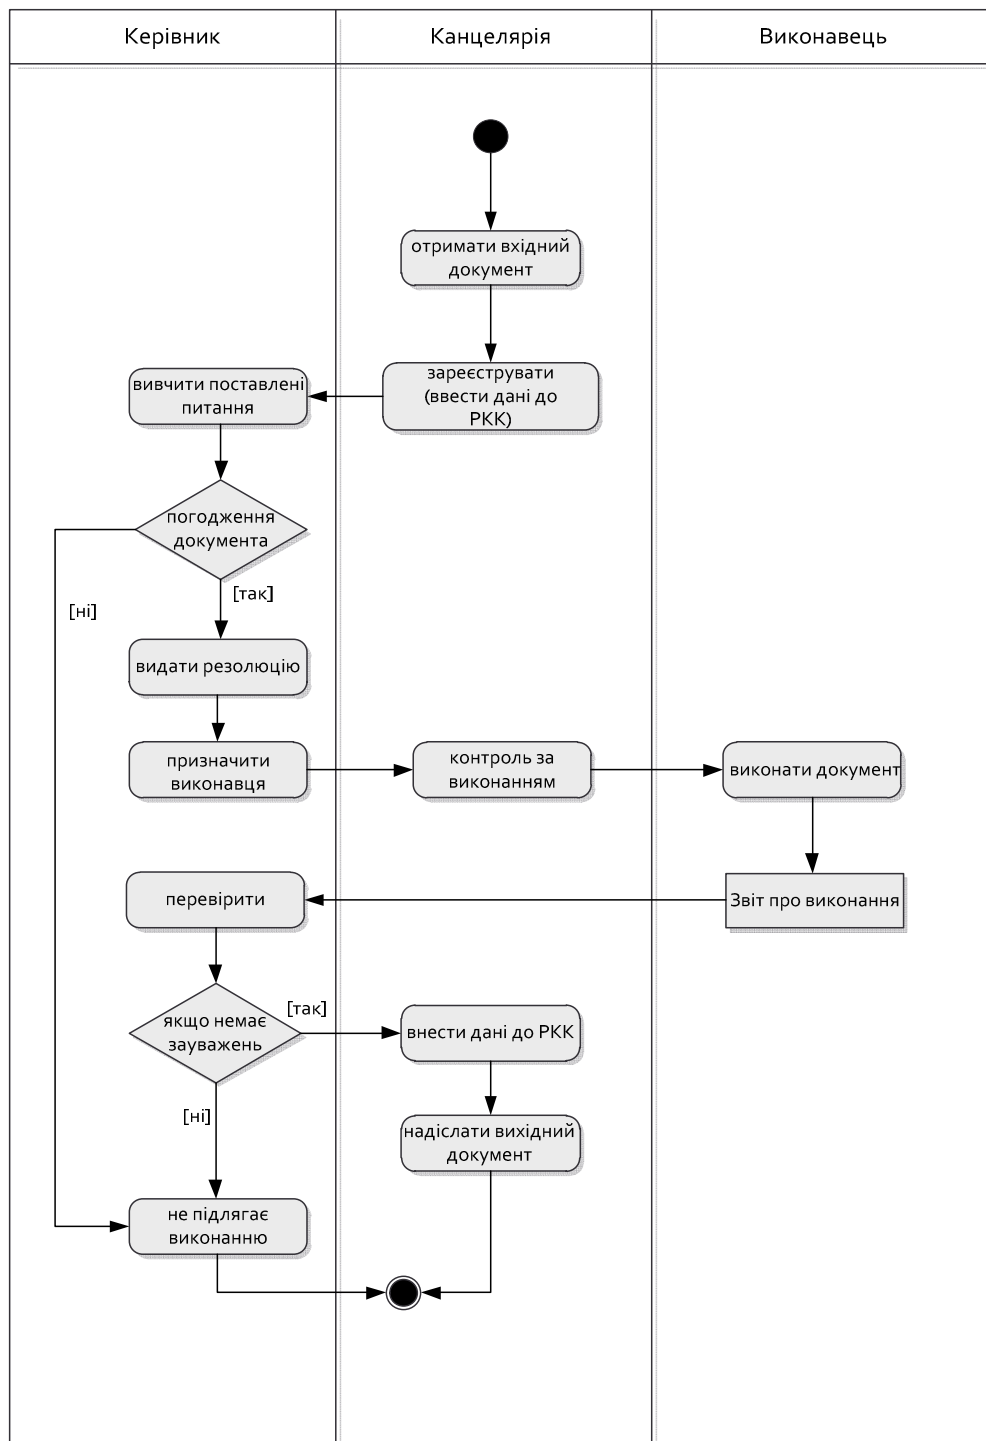 Керівник
Канцелярія
Виконавець
отримати вхідний
документ
зареєструвати
(ввести дані до
РКК)
вивчити поставлені
питання
погодження
документа
[так]
[ні]
видати резолюцію
призначити
виконавця
контроль за
виконанням
виконати документ
Звіт про виконання
перевірити
якщо немає
зауважень
[так]
внести дані до РКК
[ні]
надіслати вихідний
документ
не підлягає
виконанню